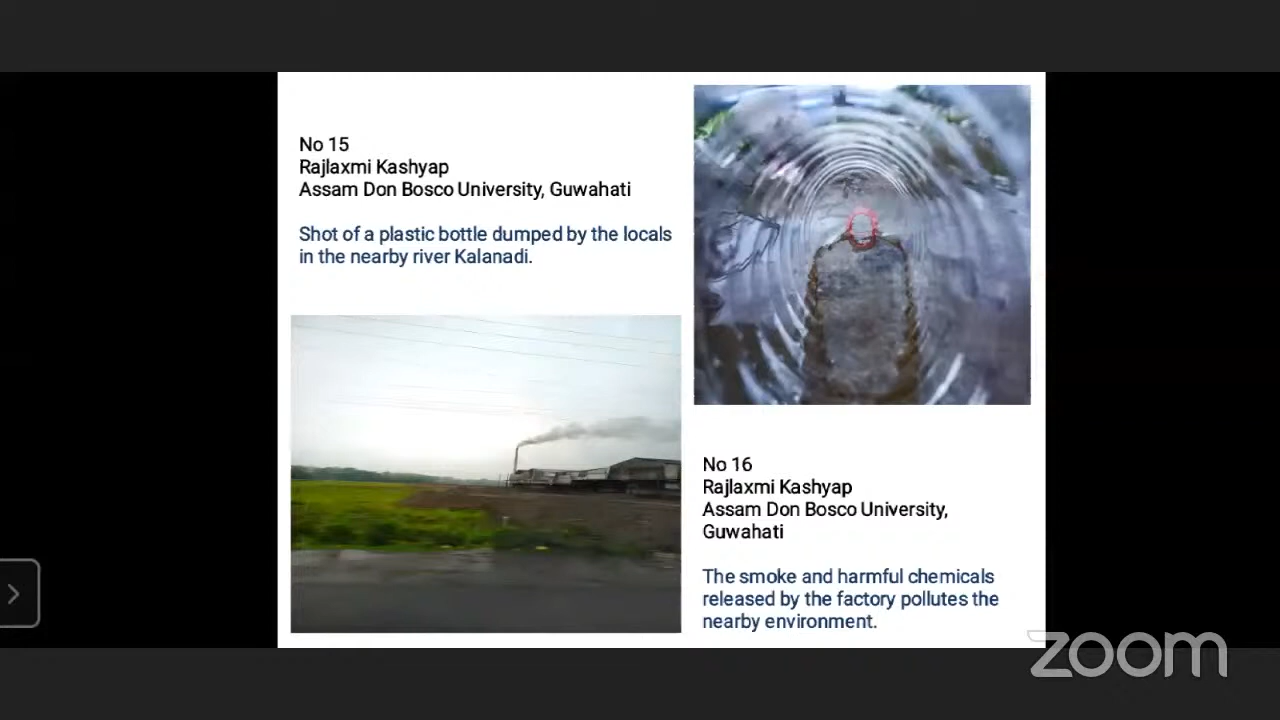 No 15
Rajlaxmi Kashyap
Assam Don Bosco University, Guwahati
Shot of a plastic bottle dumped by the locals
in the nearby river Kalanadi.
No 16
Rajlaxmi Kashyap
Assam Don Bosco University,
Guwahati
The smoke and harmful chemicals
released by the factory pollutes the
nearby environment.
zoom